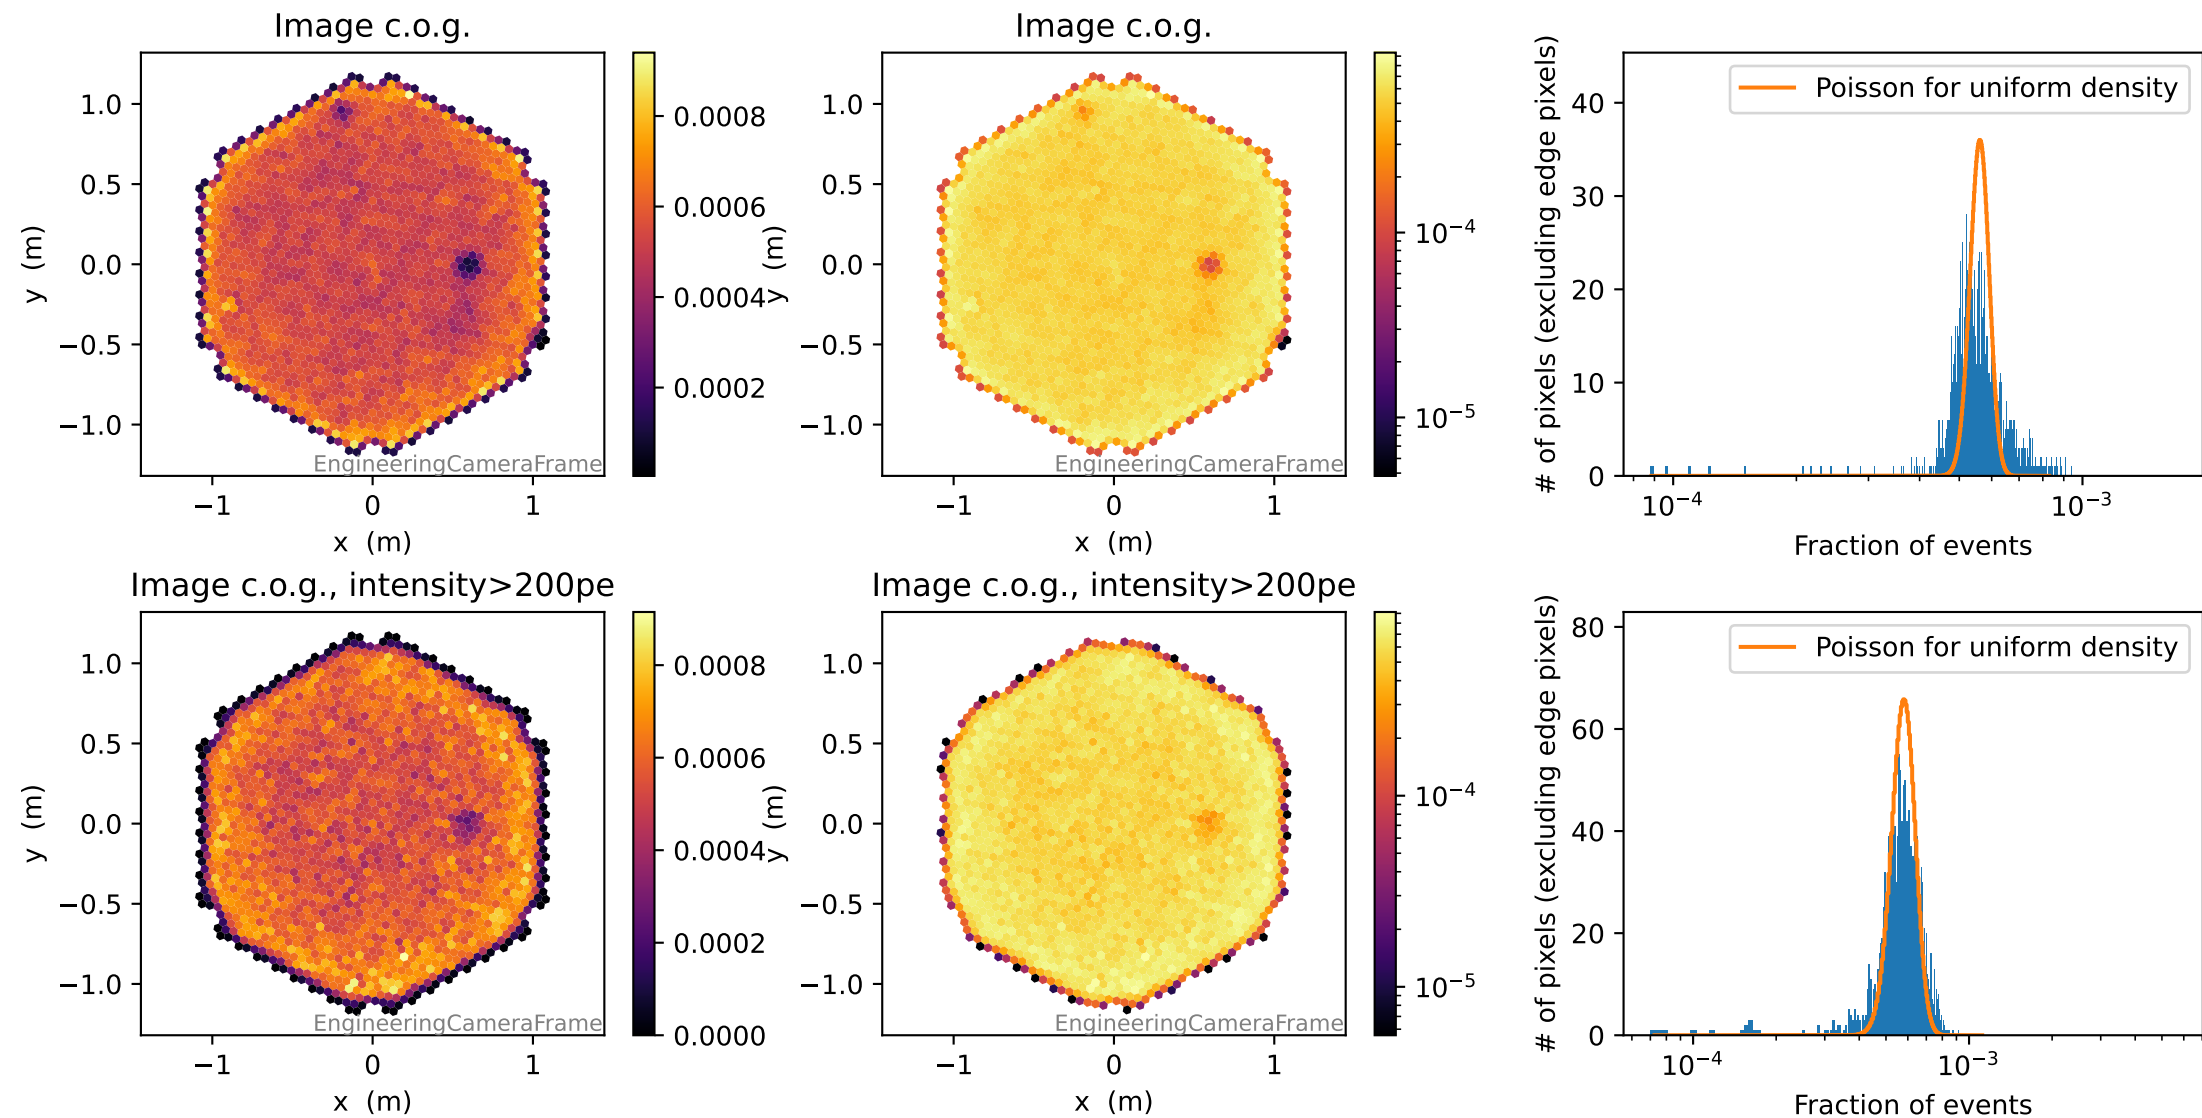 Image c.o.g.
1.0
0.5
0.0
−0.5
−1.0
y (m)
−1
0
1
x (m)
EngineeringCameraFrame
0.0008
0.0006
0.0004
0.0002
Image c.o.g.
1.0
0.5
0.0
−0.5
−1.0
y (m)
−1
0
1
x (m)
EngineeringCameraFrame
10⁻⁴
10⁻⁵
# of pixels (excluding edge pixels)
40
30
20
10
0
Poisson for uniform density
10⁻⁴
10⁻³
Fraction of events
Image c.o.g., intensity>200pe
1.0
0.5
0.0
−0.5
−1.0
y (m)
−1
0
1
x (m)
EngineeringCameraFrame
0.0008
0.0006
0.0004
0.0002
0.0000
Image c.o.g., intensity>200pe
1.0
0.5
0.0
−0.5
−1.0
y (m)
−1
0
1
x (m)
EngineeringCameraFrame
10⁻⁴
10⁻⁵
# of pixels (excluding edge pixels)
80
60
40
20
0
Poisson for uniform density
10⁻⁴
10⁻³
Fraction of events